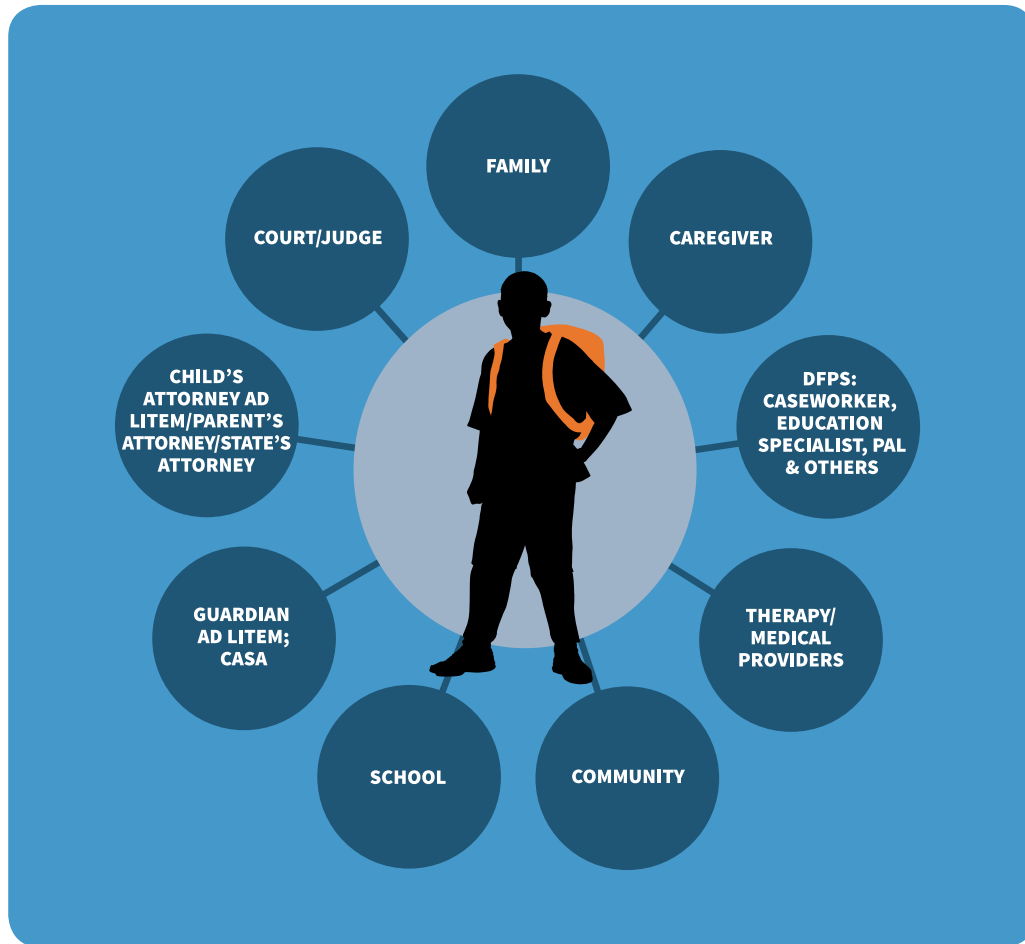 FAMILY
COURT/JUDGE
CAREGIVER
CHILD'S
ATTORNEY AD
LITEM/PARENT'S
ATTORNEY/STATE'S
ATTORNEY
DFPS:
CASEWORKER,
EDUCATION
SPECIALIST, PAL
& OTHERS
GUARDIAN
AD LITEM;
CASA
THERAPY/
MEDICAL
PROVIDERS
SCHOOL
COMMUNITY